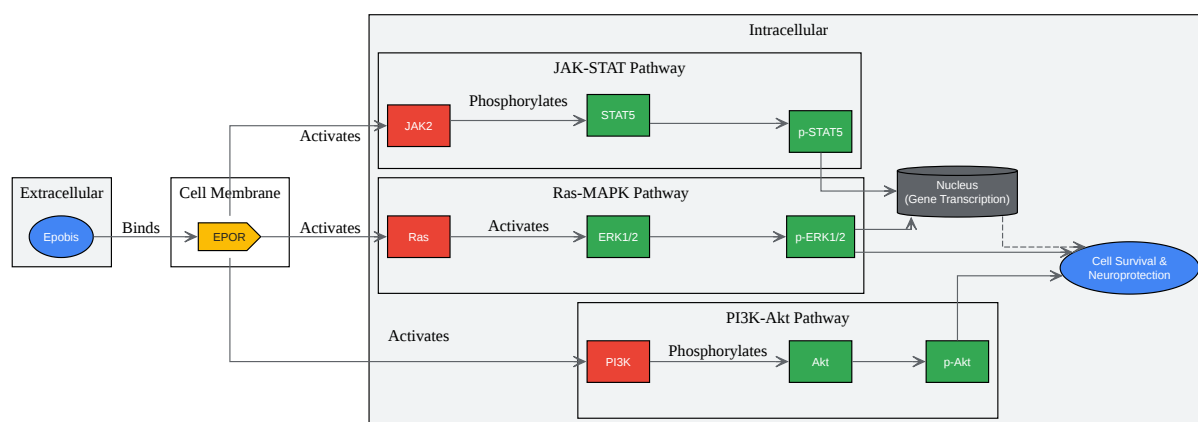 Intracellular
JAK-STAT Pathway
Phosphorylates
STAT5
JAK2
p-STAT5
Activates
Extracellular
Cell Membrane
Ras-MAPK Pathway
Nucleus
(Gene Transcription)
Epobis
Binds
EPOR
Activates
Ras
Activates
ERK1/2
p-ERK1/2
Cell Survival &
Neuroprotection
PI3K-Akt Pathway
Activates
PI3K
Phosphorylates
Akt
p-Akt